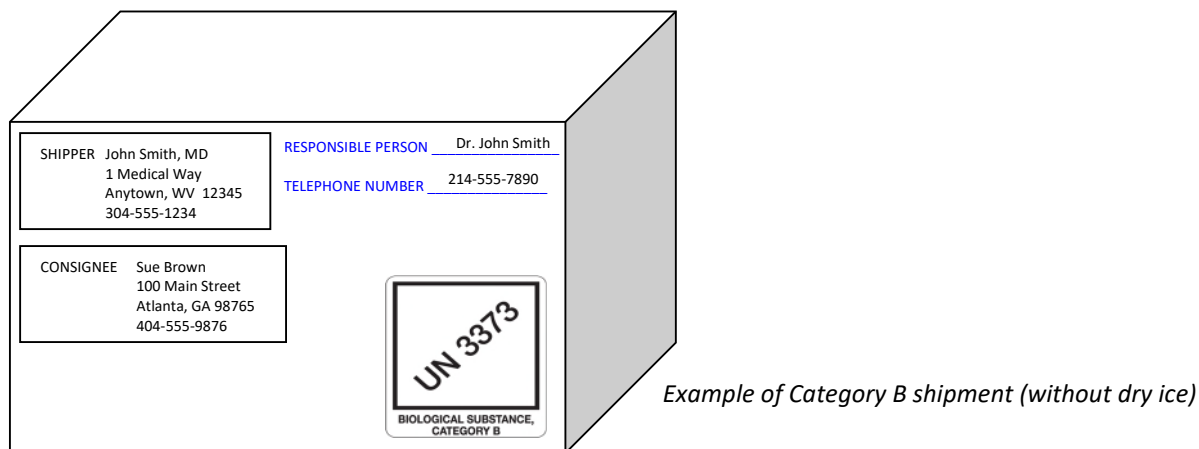 SHIPPER John Smith, MD
1 Medical Way
Anytown, WV 12345
304-555-1234
RESPONSIBLE PERSON Dr. John Smith
TELEPHONE NUMBER 214-555-7890
CONSIGNEE Sue Brown
100 Main Street
Atlanta, GA 98765
404-555-9876
UN 3373
BIOLOGICAL SUBSTANCE,
CATEGORY B
Example of Category B shipment (without dry ice)